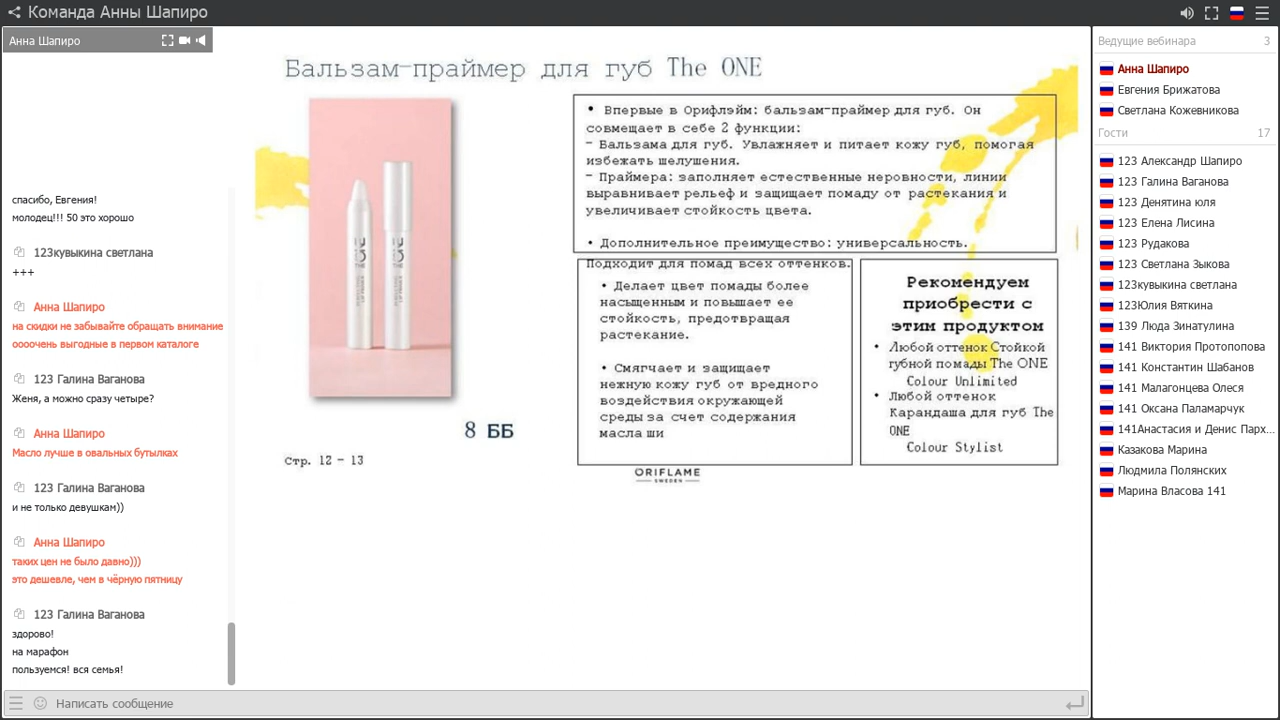 Команда Анны Шапиро
Анна Шапиро
спасибо, Евгения!
молодец!!! 50 это хорошо
123кувыкина светлана
+++
Анна Шапиро
на скидки не забывайте обращать внимание
оооочень выгодные в первом каталоге
123 Галина Ваганова
Женя, а можно сразу четыре?
Анна Шапиро
Масло лучше в овальных бутылках
123 Галина Ваганова
и не только девушкам))
Анна Шапиро
таких цен не было давно)))
это дешевле, чем в чёрную пятницу
123 Галина Ваганова
здорово!
на марафон
пользуемся! вся семья!
Написать сообщение
Бальзам-праймер для губ The ONE
THE ONE
THE ONE
8 ББ
Стр. 12 - 13
• Впервые в Орифлэйм: бальзам-праймер для губ. Он
совмещает в себе 2 функции:
- Бальзама для губ. Увлажняет и питает кожу губ, помогая
избежать шелушения.
- Праймера: заполняет естественные неровности, линии
выравнивает рельеф и защищает помаду от растекания и
увеличивает стойкость цвета.
• Дополнительное преимущество: универсальность.
Подходит для помад всех оттенков.
• Делает цвет помады более
насыщенным и повышает ее
стойкость, предотвращая
растекание.
• Смягчает и защищает
нежную кожу губ от вредного
воздействия окружающей
среды за счет содержания
масла ши
Рекомендуем
приобрести с
этим продуктом
• Любой оттенок Стойкой
губной помады The ONE
Colour Unlimited
• Любой оттенок
Карандаша для губ The
ONE
Colour Stylist
ORIFLAME
SWEDEN
Ведущие вебинара 3
Анна Шапиро
Евгения Брижатова
Светлана Кожевникова
Гости 17
123 Александр Шапиро
123 Галина Ваганова
123 Денятина юля
123 Елена Лисина
123 Рудакова
123 Светлана Зыкова
123кувыкина светлана
123Юлия Вяткина
139 Люда Зинатулина
141 Виктория Протопопова
141 Константин Шабанов
141 Малагонцева Олеся
141 Оксана Паламарчук
141Анастасия и Денис Парх...
Казакова Марина
Людмила Полянских
Марина Власова 141